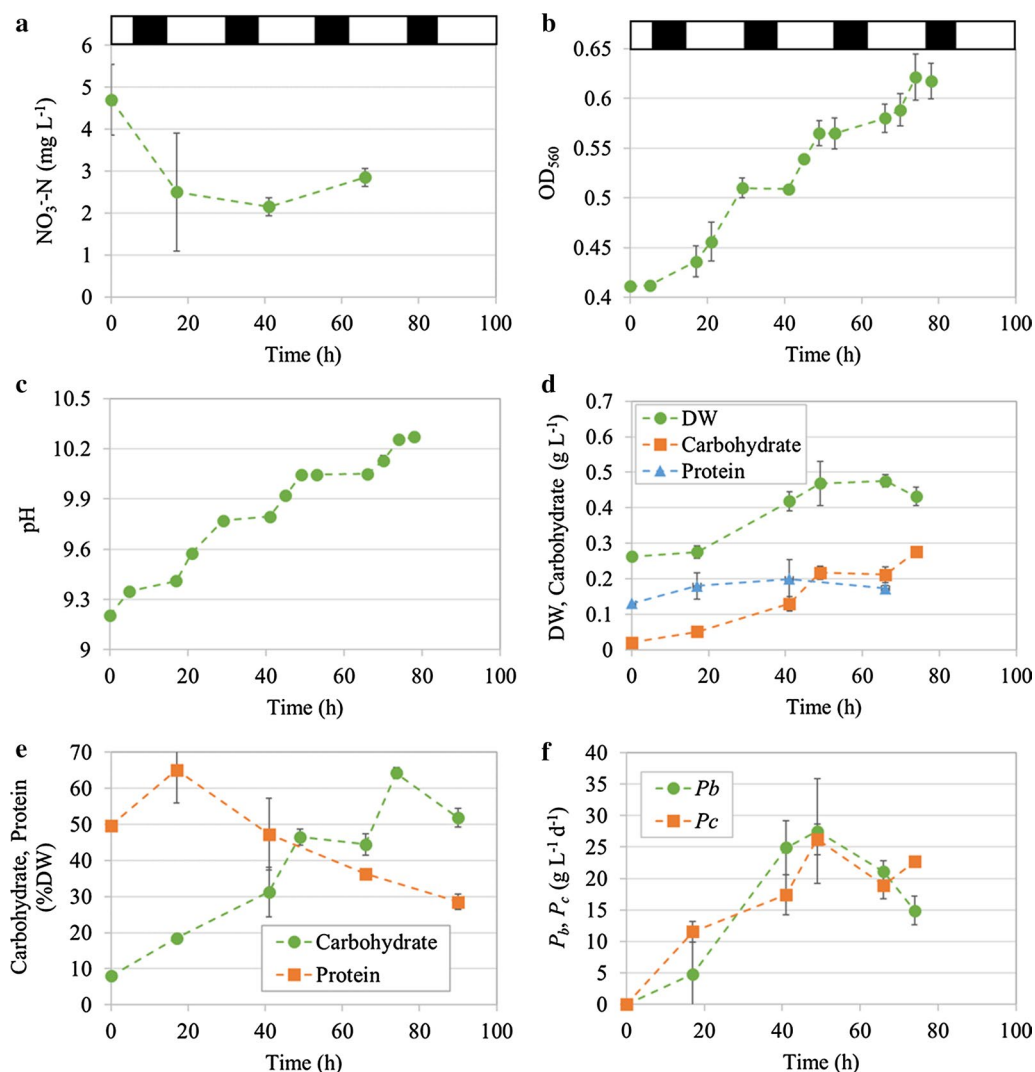 a
6
5
4
3
2
1
0
NO₃--N (mg L⁻¹)
0 20 40 60 80 100
Time (h)
b
0.65
0.6
0.55
0.5
0.45
0.4
OD₅₆₀
0 20 40 60 80 100
Time (h)
c
10.5
10.2
9.9
9.6
9.3
9
pH
0 20 40 60 80 100
Time (h)
d
0.7
0.6
0.5
0.4
0.3
0.2
0.1
0
DW, Carbohydrate (g L⁻¹)
DW
Carbohydrate
Protein
0 20 40 60 80 100
Time (h)
e
70
60
50
40
30
20
10
0
Carbohydrate, Protein
(%DW)
Carbohydrate
Protein
0 20 40 60 80 100
Time (h)
f
40
35
30
25
20
15
10
5
0
P_b, P_c (g L⁻¹ d⁻¹)
Pb
Pc
0 20 40 60 80 100
Time (h)